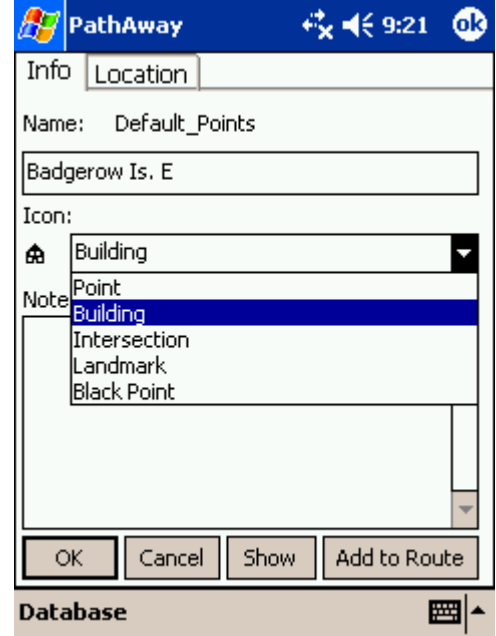 PathAway 9:21 ok
Info Location
Name: Default_Points
Badgerow Is. E
Icon:
Building
Note
Point
Building
Intersection
Landmark
Black Point
OK Cancel Show Add to Route
Database